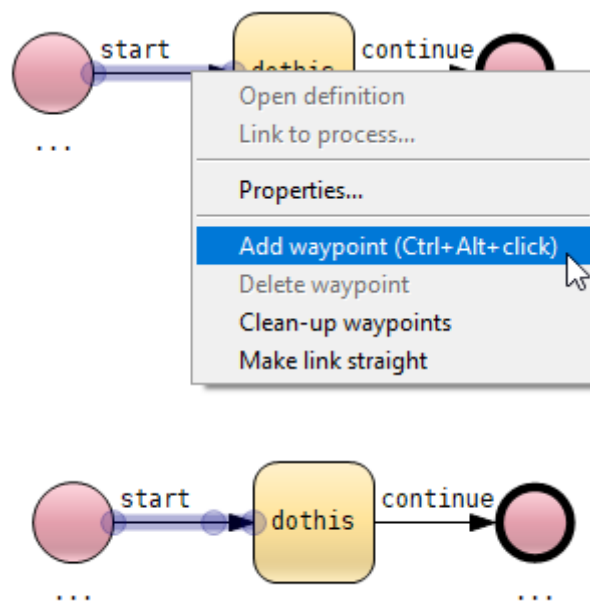 start
continue
dothis
...
Open definition
Link to process...
Properties...
Add waypoint (Ctrl+Alt+click)
Delete waypoint
Clean-up waypoints
Make link straight
start
continue
dothis
...
...